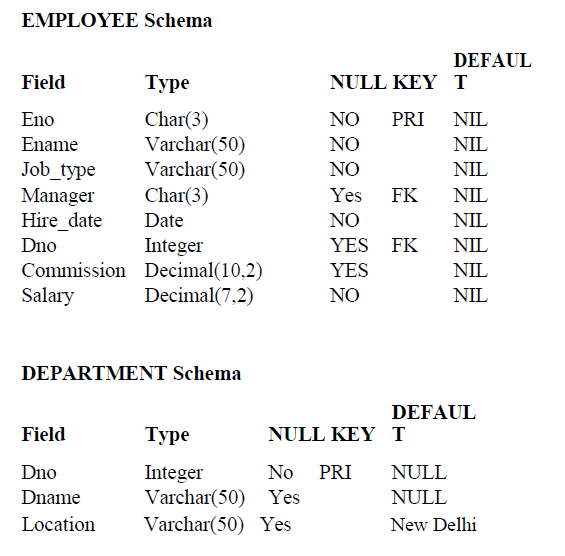 EMPLOYEE Schema
DEFAUL
Field Type NULL KEY T
Eno Char(3) NO PRI NIL
Ename Varchar(50) NO NIL
Job_type Varchar(50) NO NIL
Manager Char(3) Yes FK NIL
Hire_date Date NO NIL
Dno Integer YES FK NIL
Commission Decimal(10,2) YES NIL
Salary Decimal(7,2) NO NIL
DEPARTMENT Schema
DEFAUL
Field Type NULL KEY T
Dno Integer No PRI NULL
Dname Varchar(50) Yes NULL
Location Varchar(50) Yes New Delhi